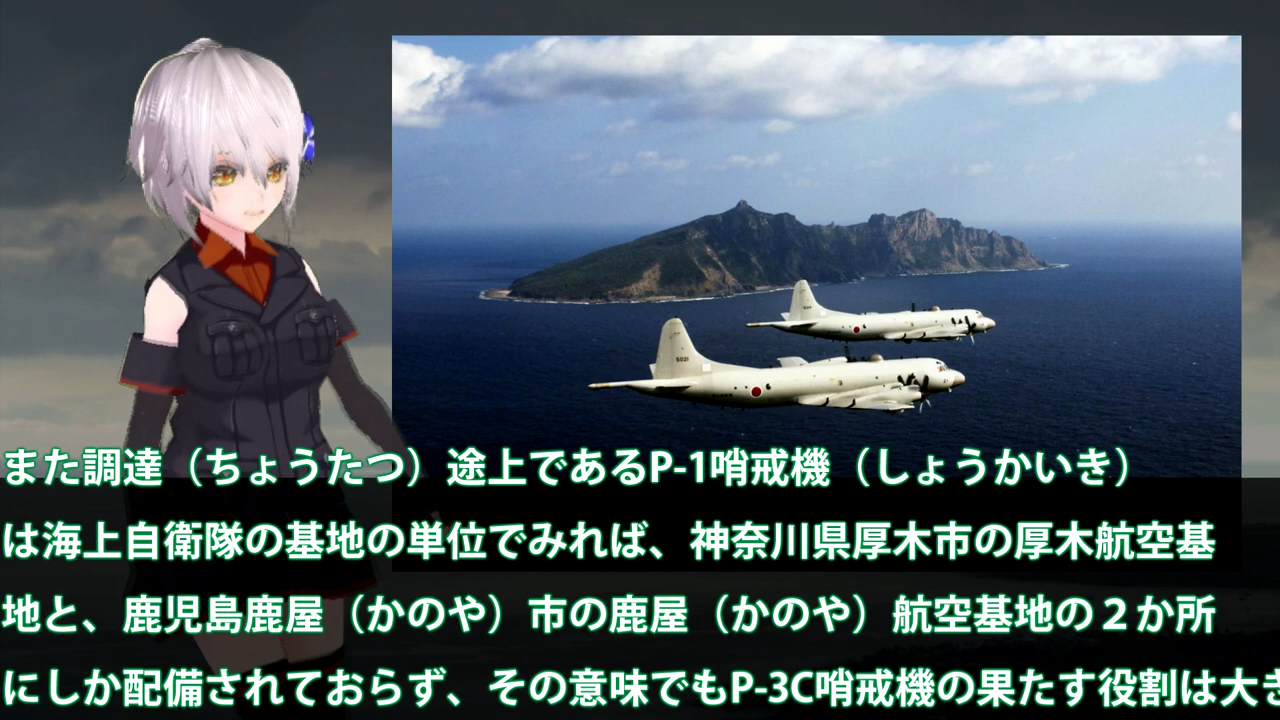 5021
21
また調達（ちょうたつ）途上であるP-1哨戒機（しょうかいき）
は海上自衛隊の基地の単位でみれば、神奈川県厚木市の厚木航空基
地と、鹿児島鹿屋（かのや）市の鹿屋（かのや）航空基地の２か所
にしか配備されておらず、その意味でもP-3C哨戒機の果たす役割は大き